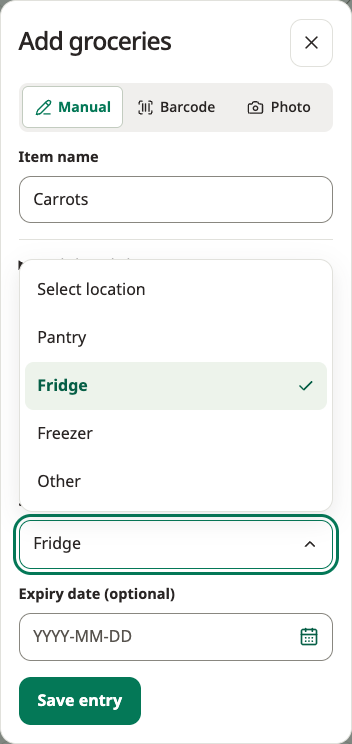 Add groceries
Manual
Barcode
Photo
Item name
Carrots
Select location
Pantry
Fridge
Freezer
Other
Fridge
Expiry date (optional)
YYYY-MM-DD
Save entry